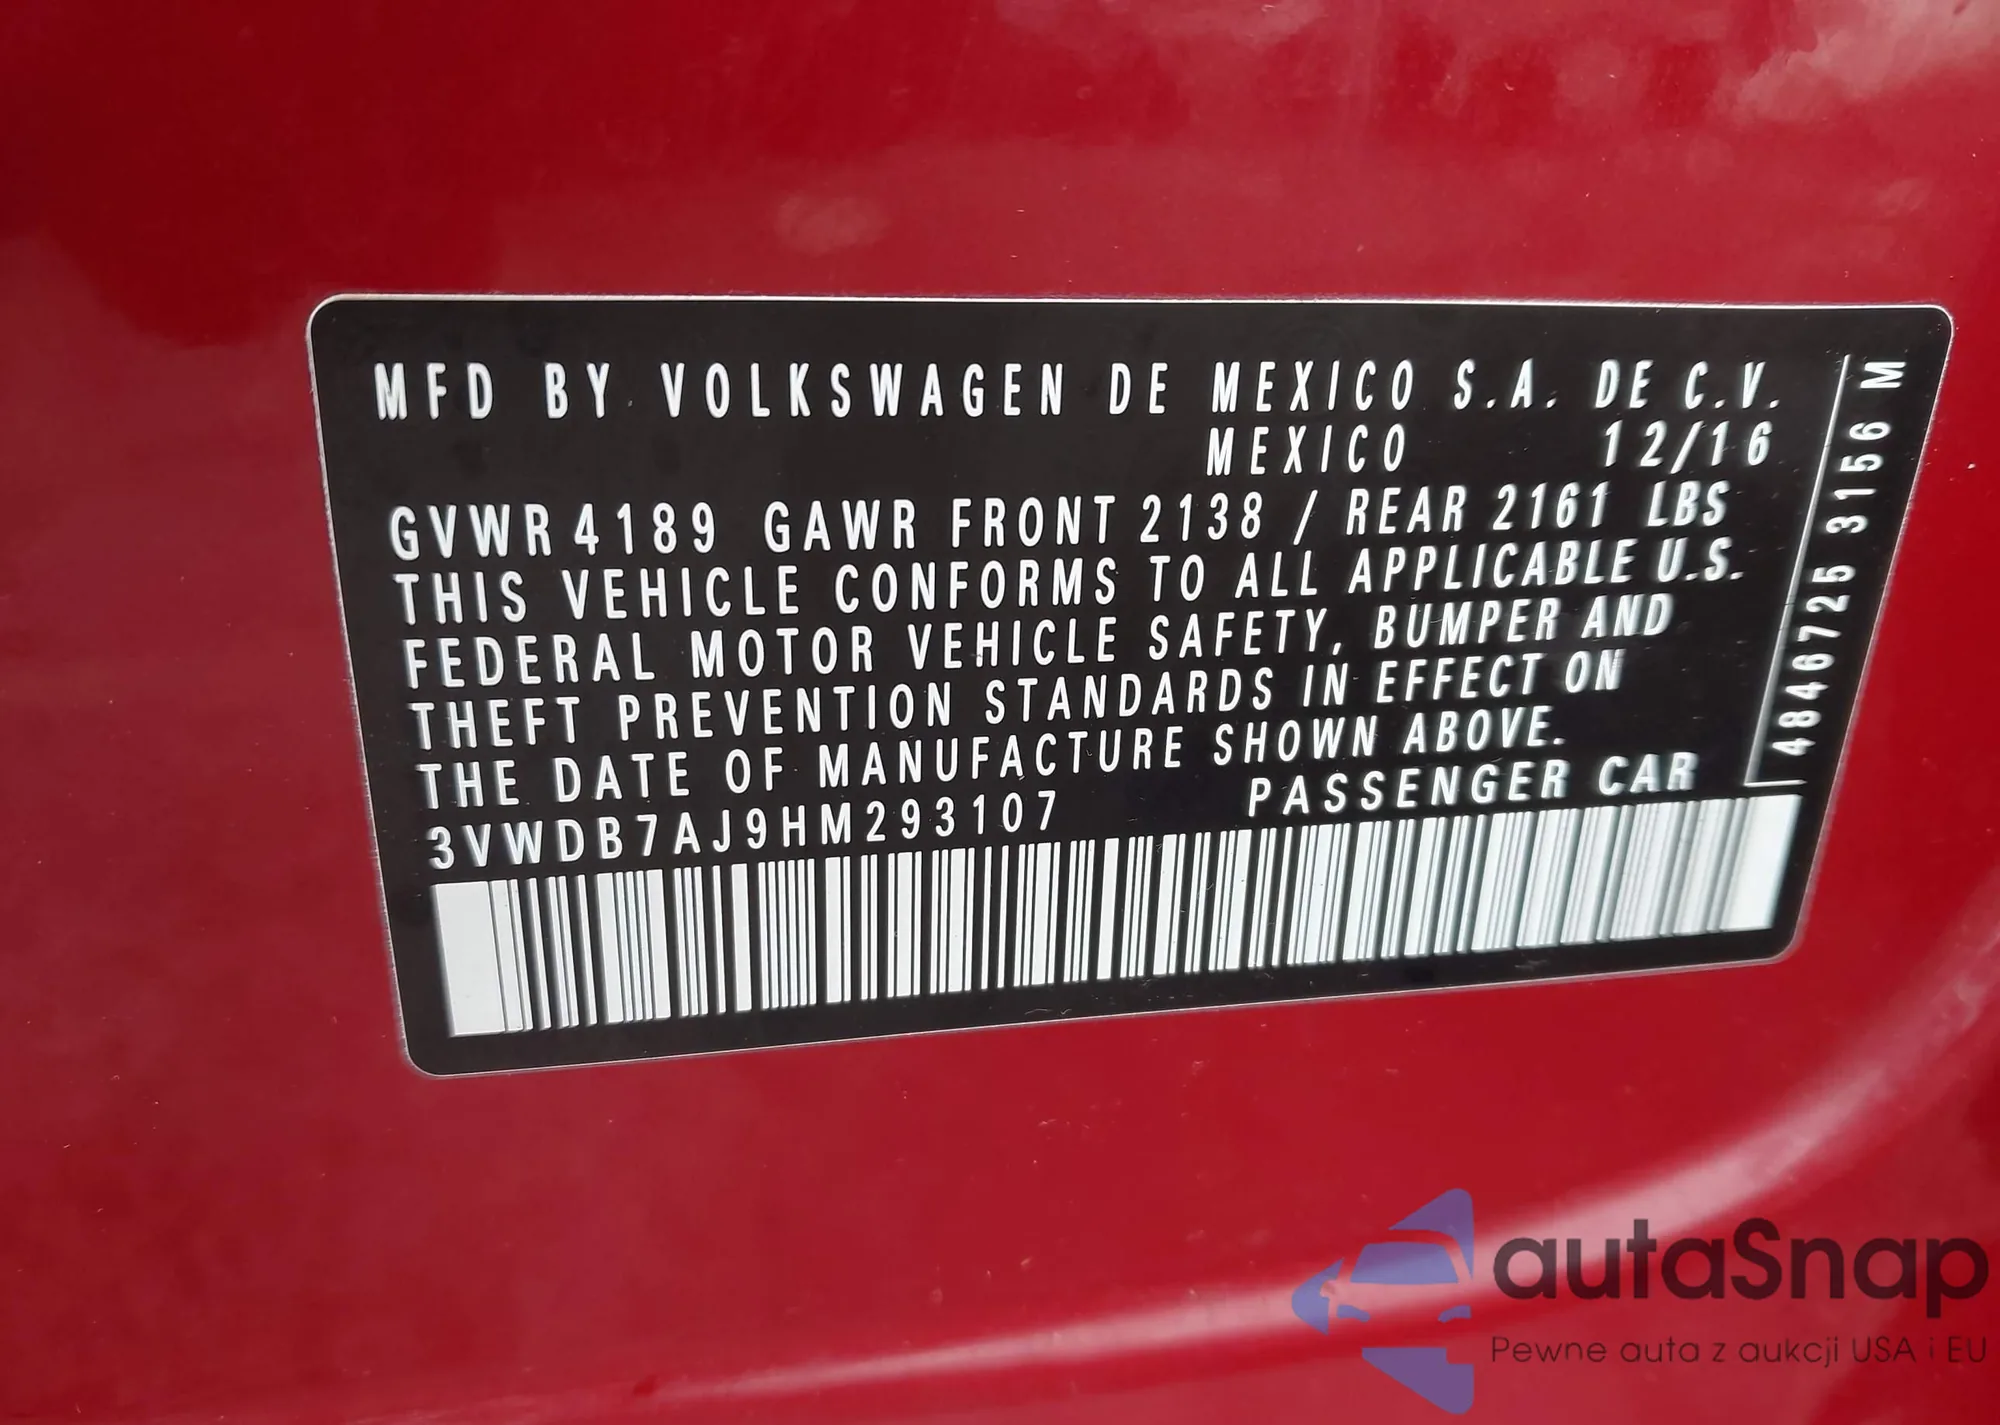 MFD BY VOLKSWAGEN DE MEXICO S.A. DE C.V.
MEXICO 12/16
GVWR 4189 GAWR FRONT 2138 / REAR 2161 LBS
THIS VEHICLE CONFORMS TO ALL APPLICABLE U.S.
FEDERAL MOTOR VEHICLE SAFETY, BUMPER AND
THEFT PREVENTION STANDARDS IN EFFECT ON
THE DATE OF MANUFACTURE SHOWN ABOVE.
3VWDB7AJ9HM293107 PASSENGER CAR
4846725 3156 M
autaSnap
Pewne auta z aukcji USA i EU